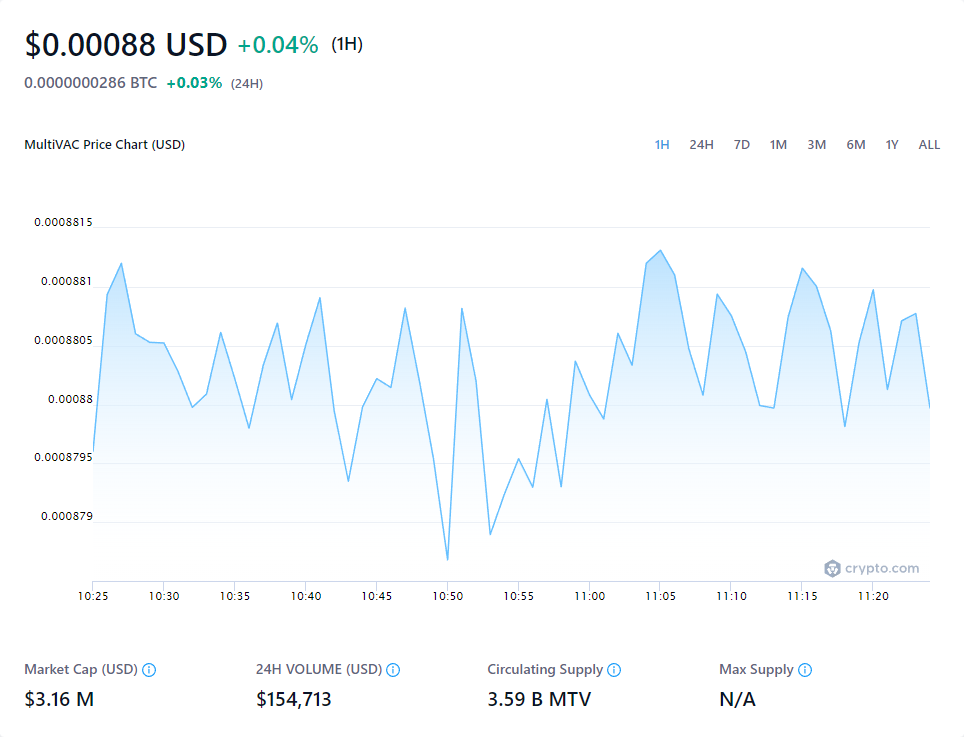 $0.00088 USD +0.04% (1H)
0.0000000286 BTC +0.03% (24H)
MultiVAC Price Chart (USD) 1H 24H 7D 1M 3M 6M 1Y ALL
0.0008815
0.000881
0.0008805
0.00088
0.0008795
0.000879
crypto.com
10:25 10:30 10:35 10:40 10:45 10:50 10:55 11:00 11:05 11:10 11:15 11:20
Market Cap (USD) 24H VOLUME (USD) Circulating Supply Max Supply
$3.16 M $154,713 3.59 B MTV N/A